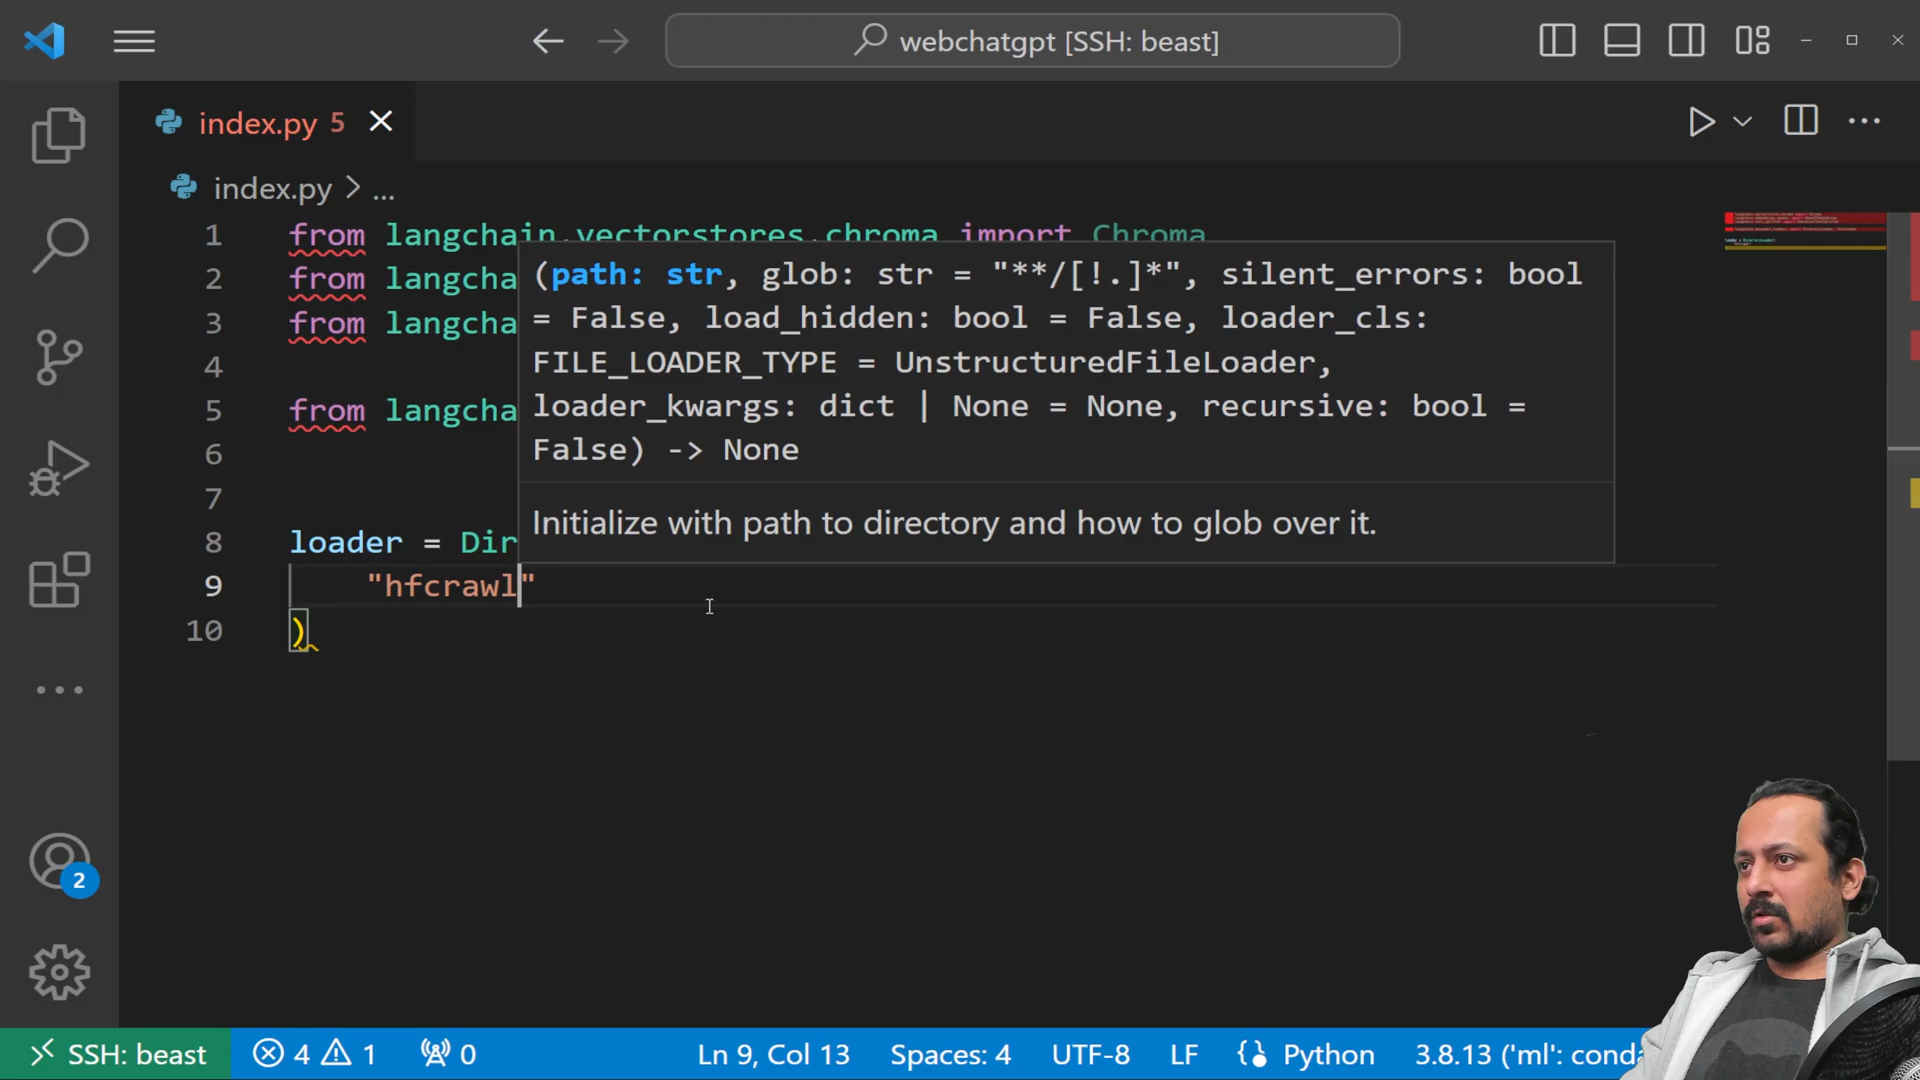 webchatgpt [SSH: beast]
index.py 5
index.py > ...
1 from langchain.vectorstores.chroma import Chroma
2 from langcha
3 from langcha
4
5 from langcha
6
7
8 loader = Dir
9 "hfcrawl"
10 )
(path: str, glob: str = "**/[!.]*", silent_errors: bool
= False, load_hidden: bool = False, loader_cls:
FILE_LOADER_TYPE = UnstructuredFileLoader,
loader_kwargs: dict | None = None, recursive: bool =
False) -> None
Initialize with path to directory and how to glob over it.
2
SSH: beast 4 1 0 Ln 9, Col 13 Spaces: 4 UTF-8 LF Python 3.8.13 ('ml': conda